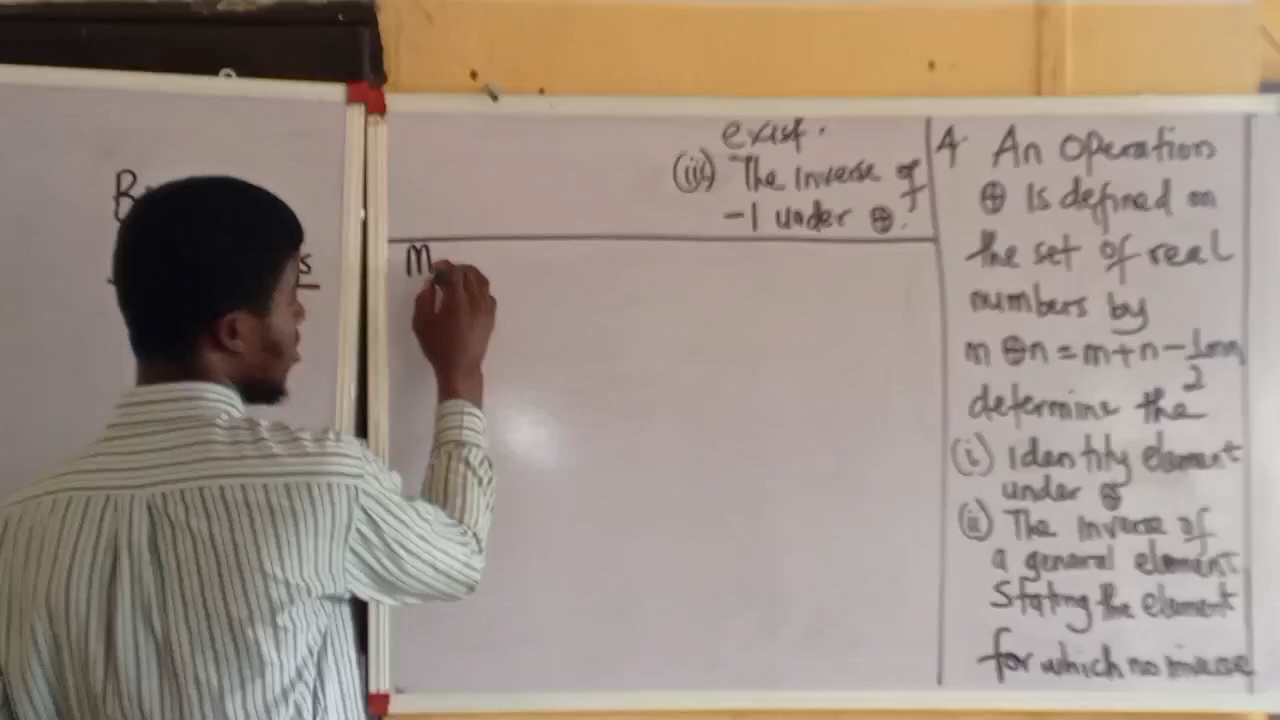 4. An Operation
⊕ Is defined on
the set of real
numbers by
m ⊕ n = m + n - 1/2 mn
determine the
(i) Identity element
under ⊕
(ii) The Inverse of
a general element
Stating the element
for which no inverse
exist.
(iii) The Inverse of
-1 under ⊕.
m